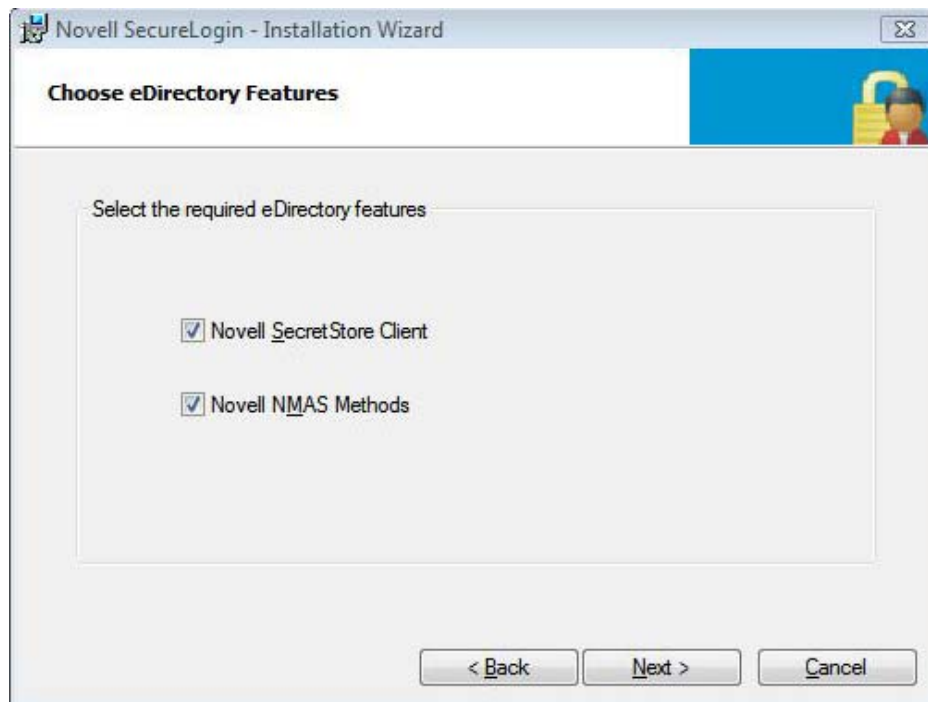 Novell SecureLogin - Installation Wizard
Choose eDirectory Features
Select the required eDirectory features
Novell SecretStore Client
Novell NMAS Methods
< Back
Next >
Cancel